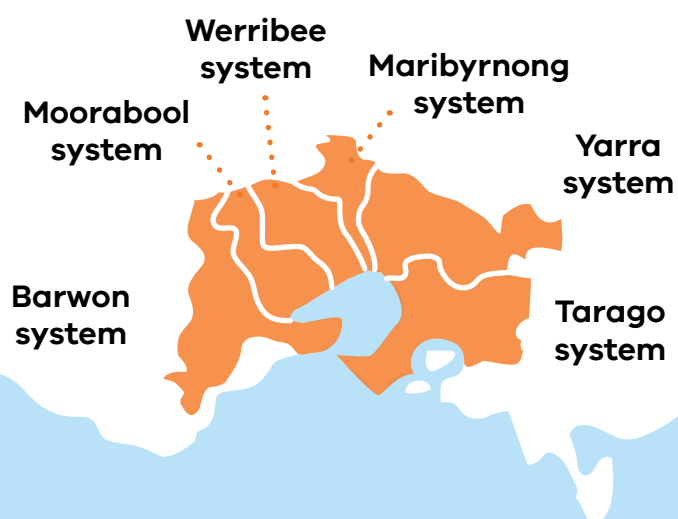 Werribee
system
Maribyrnong
system
Moorabool
system
Yarra
system
Barwon
system
Tarago
system